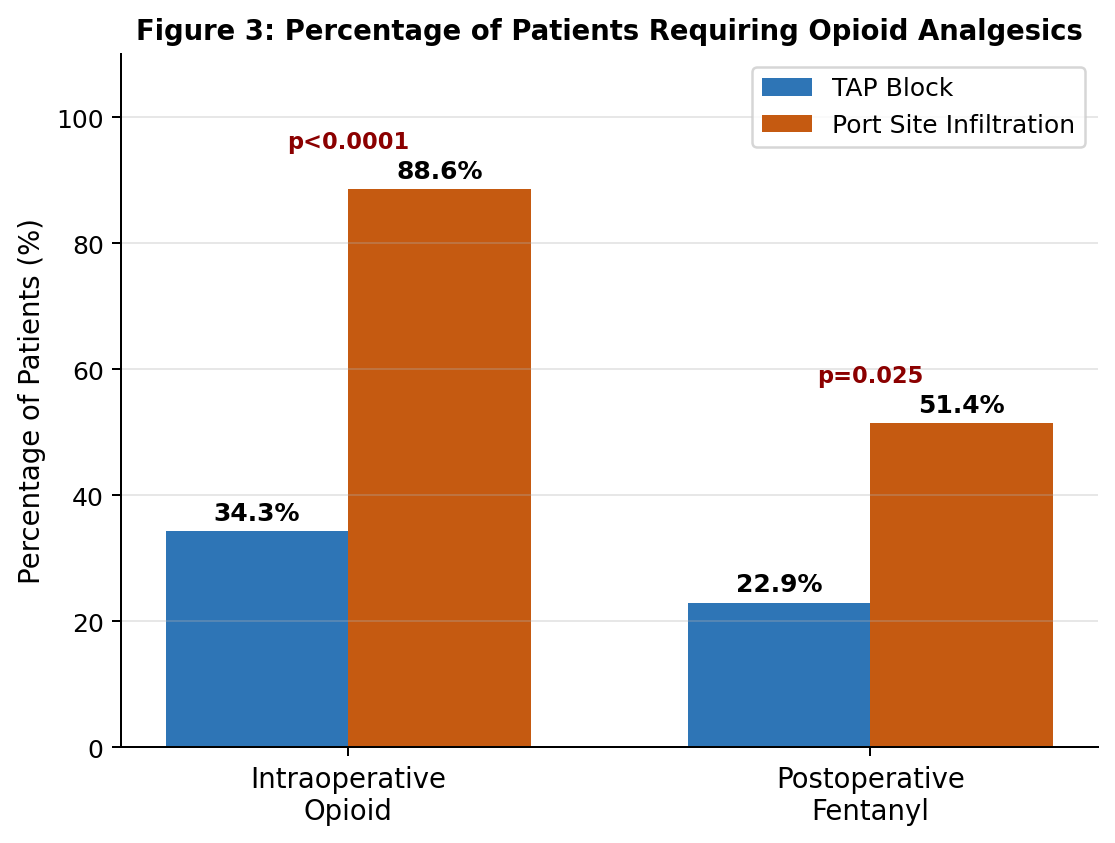 Figure 3: Percentage of Patients Requiring Opioid Analgesics
TAP Block
Port Site Infiltration
Percentage of Patients (%)
100
80
60
40
20
0
p<0.0001
88.6%
34.3%
p=0.025
51.4%
22.9%
Intraoperative
Opioid
Postoperative
Fentanyl